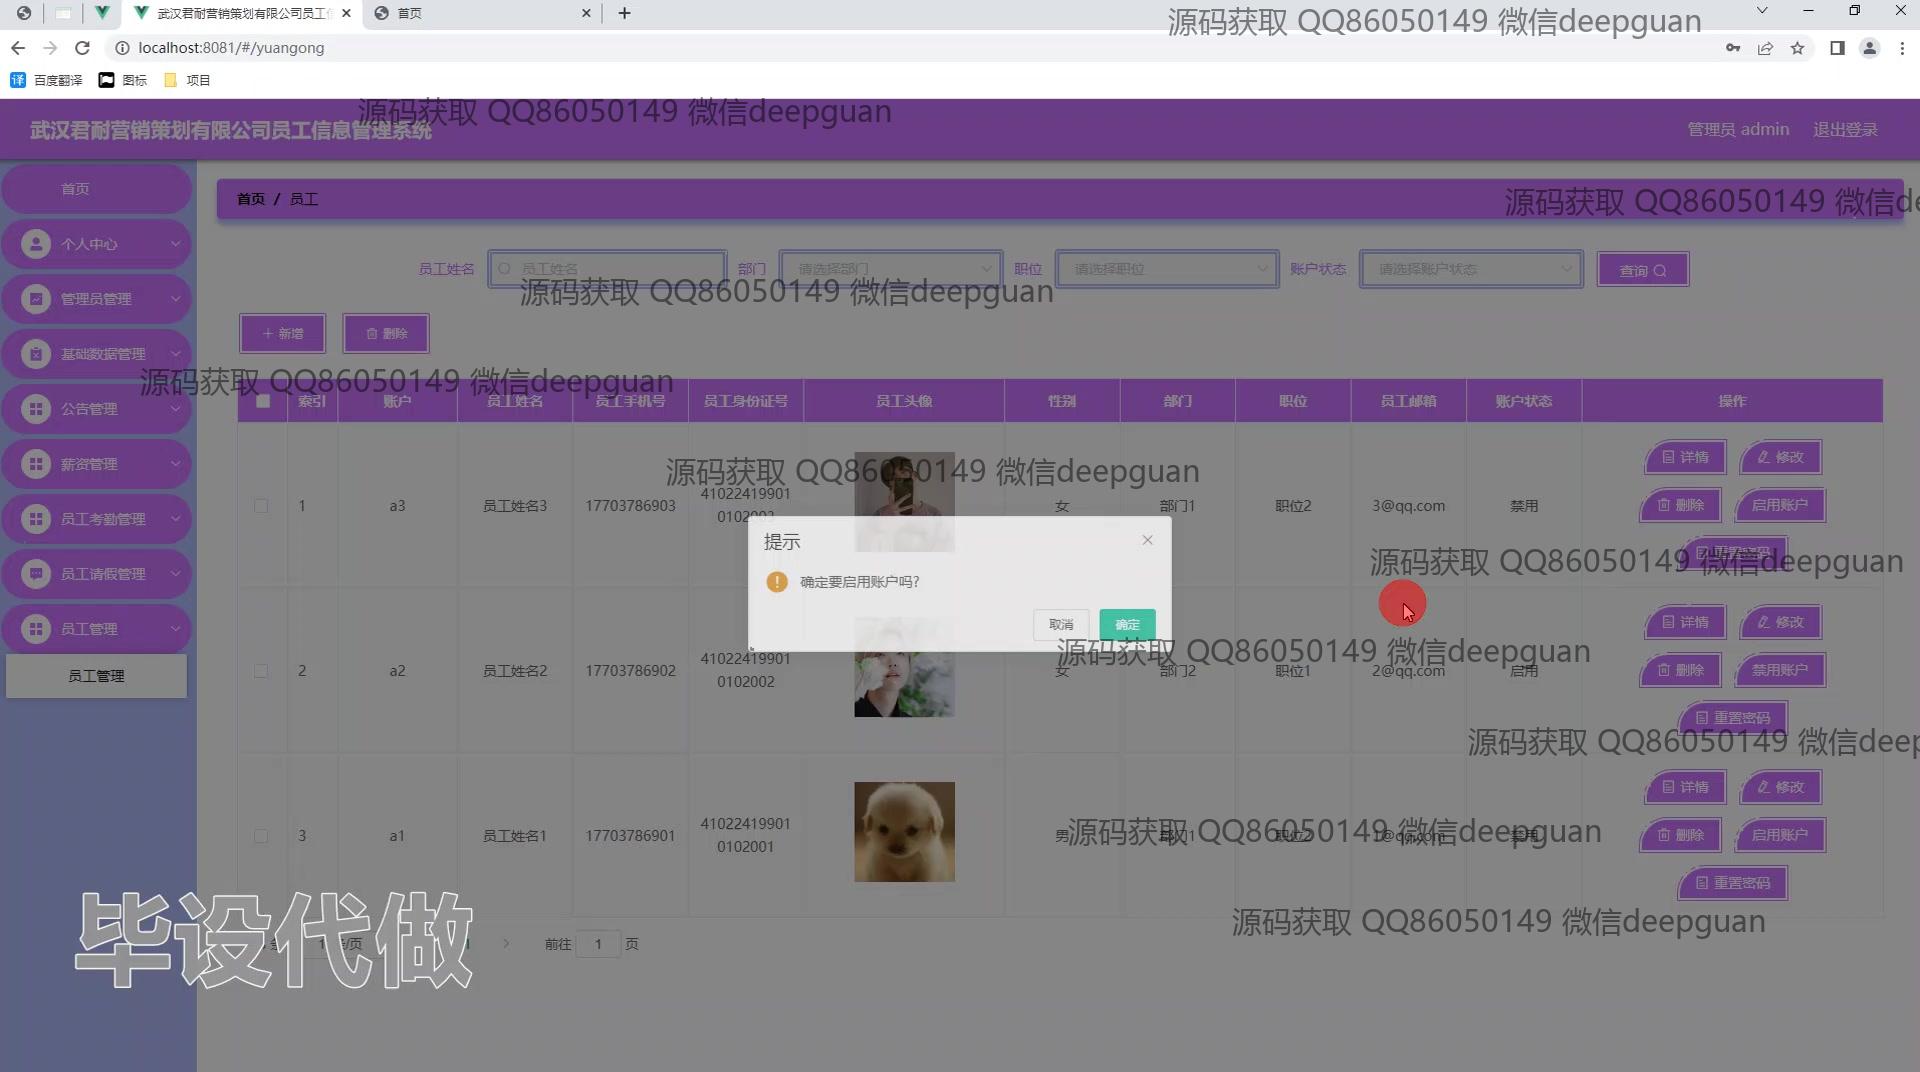 武汉君耐营销策划有限公司员工信
首页
源码获取 QQ86050149 微信deepguan
localhost:8081/#/yuangong
百度翻译
图标
项目
源码获取 QQ86050149 微信deepguan
武汉君耐营销策划有限公司员工信息管理系统
管理员 admin
退出登录
首页
首页 / 员工
源码获取 QQ86050149 微信de
个人中心
员工姓名 员工姓名 部门 请选择部门 职位 请选择职位 账户状态 请选择账户状态 查询
源码获取 QQ86050149 微信deepguan
管理员管理
新增 删除
基础数据管理
源码获取 QQ86050149 微信deepguan
索引 账户 员工姓名 员工手机号 员工身份证号 员工头像 性别 部门 职位 员工邮箱 账户状态 操作
公告管理
薪资管理
源码获取 QQ86050149 微信deepguan
详情 修改
1 a3 员工姓名3 17703786903 41022419901
0102003 女 部门1 职位2 3@qq.com 禁用
删除 启用账户
员工考勤管理
提示
源码获取 QQ86050149 微信deepguan
员工请假管理
确定要启用账户吗?
取消 确定
员工管理
详情 修改
源码获取 QQ86050149 微信deepguan
员工管理
2 a2 员工姓名2 17703786902 41022419901
0102002 女 部门2 职位1 2@qq.com 启用
删除 禁用账户
重置密码
源码获取 QQ86050149 微信deep
详情 修改
3 a1 员工姓名1 17703786901 41022419901
0102001 男 部门1 职位2 1@qq.com 禁用
源码获取 QQ86050149 微信deepguan
删除 启用账户
重置密码
源码获取 QQ86050149 微信deepguan
毕设代做
前往 1 页